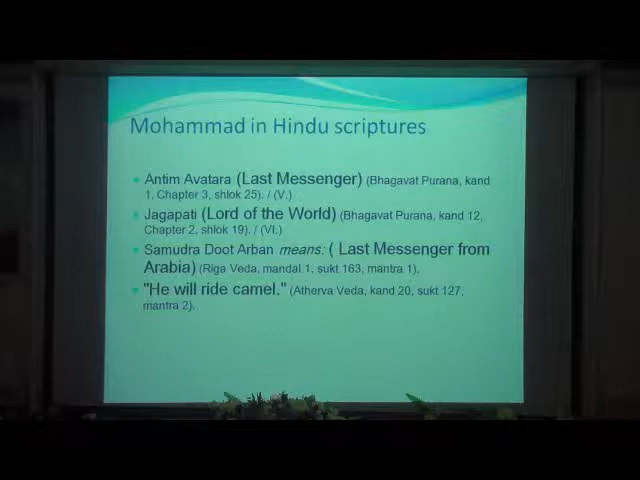 Mohammad in Hindu scriptures
Antim Avatara (Last Messenger) (Bhagavat Purana, kand
1, Chapter 3, shlok 25). / (V.)
Jagapati (Lord of the World) (Bhagavat Purana, kand 12,
Chapter 2, shlok 19). / (VI.)
Samudra Doot Arban means: ( Last Messenger from
Arabia) (Riga Veda, mandal 1, sukt 163, mantra 1).
"He will ride camel." (Atherva Veda, kand 20, sukt 127,
mantra 2).